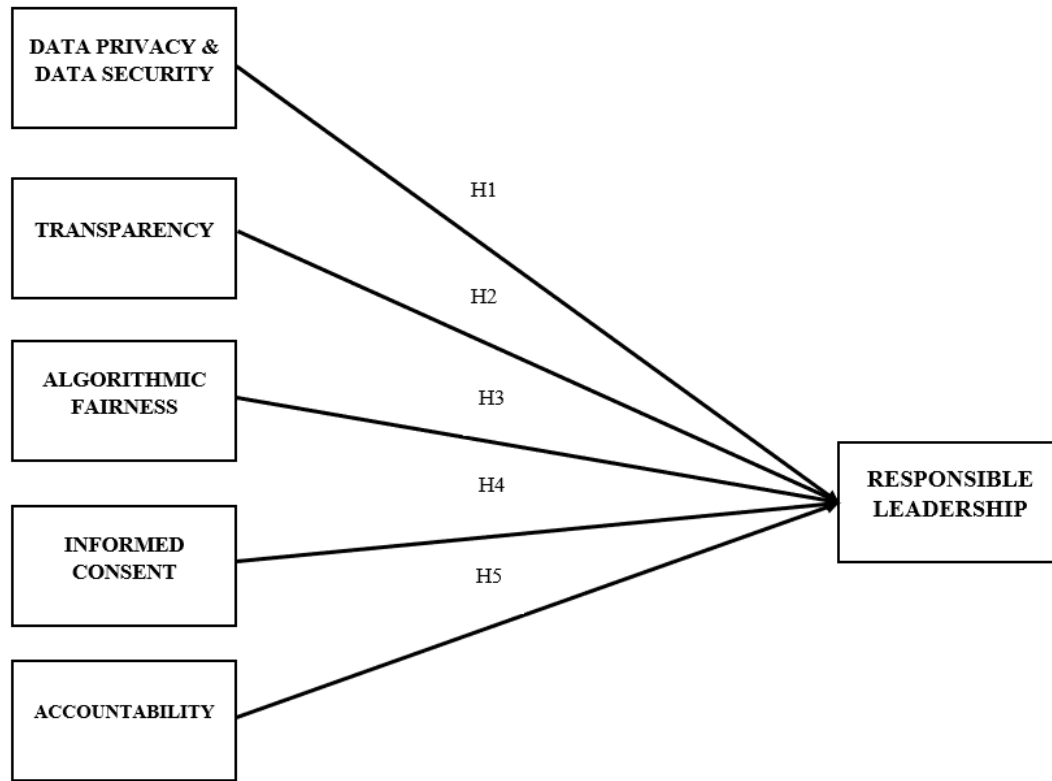 DATA PRIVACY &
DATA SECURITY
H1
TRANSPARENCY
H2
ALGORITHMIC
FAIRNESS
H3
RESPONSIBLE
LEADERSHIP
H4
INFORMED
CONSENT
H5
ACCOUNTABILITY